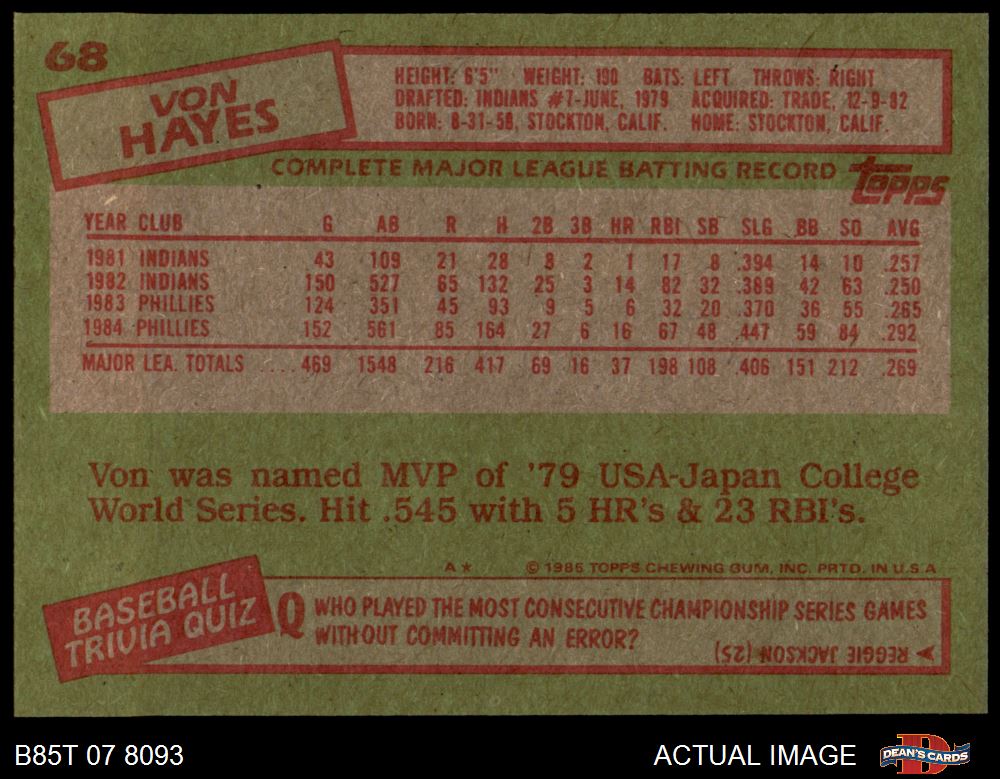 68
VON
HAYES
HEIGHT: 6'5" WEIGHT: 190 BATS: LEFT THROWS: RIGHT
DRAFTED: INDIANS #7-JUNE, 1979 ACQUIRED: TRADE, 12-9-82
BORN: 8-31-58, STOCKTON, CALIF. HOME: STOCKTON, CALIF.
COMPLETE MAJOR LEAGUE BATTING RECORD topps
YEAR CLUB G AB R H 2B 3B HR RBI SB SLG BB SO AVG
1981 INDIANS 43 109 21 28 8 2 1 17 8 .394 14 10 .257
1982 INDIANS 150 527 65 132 25 3 14 82 32 .389 42 63 .250
1983 PHILLIES 124 351 45 93 9 5 6 32 20 .370 36 55 .265
1984 PHILLIES 152 561 85 164 27 6 16 67 48 .447 59 84 .292
MAJOR LEA. TOTALS .... 469 1548 216 417 69 16 37 198 108 .406 151 212 .269
Von was named MVP of '79 USA-Japan College
World Series. Hit .545 with 5 HR's & 23 RBI's.
A* © 1985 TOPPS CHEWING GUM, INC. PRTD. IN U.S.A
BASEBALL
TRIVIA QUIZ
Q WHO PLAYED THE MOST CONSECUTIVE CHAMPIONSHIP SERIES GAMES
WITHOUT COMMITTING AN ERROR?
REGGIE JACKSON (25)
B85T 07 8093 ACTUAL IMAGE DEAN'S CARDS